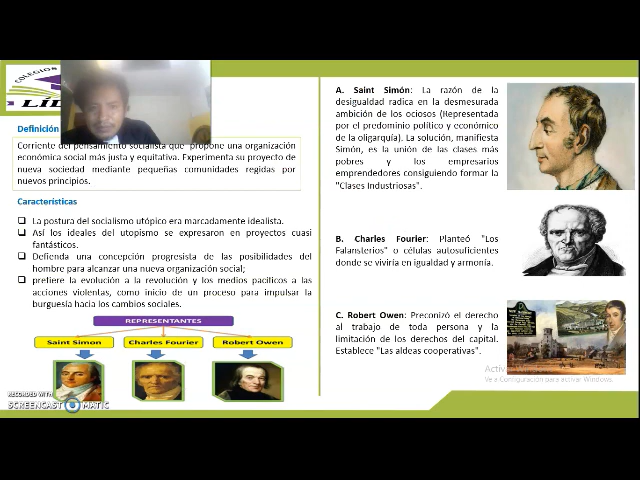 COLEGIOS
LÍD
Definición
Corriente del pensamiento socialista que propone una organización
económica social más justa y equitativa. Experimenta su proyecto de
nueva sociedad mediante pequeñas comunidades regidas por
nuevos principios.
Características
La postura del socialismo utópico era marcadamente idealista.
Así los ideales del utopismo se expresaron en proyectos cuasi
fantásticos.
Defienda una concepción progresista de las posibilidades del
hombre para alcanzar una nueva organización social;
prefiere la evolución a la revolución y los medios pacíficos a las
acciones violentas, como inicio de un proceso para impulsar la
burguesía hacia los cambios sociales.
REPRESENTANTES
Saint Simon
Charles Fourier
Robert Owen
RECORDED WITH
SCREENCAST MATIC
A. Saint Simón: La razón de la
desigualdad radica en la desmesurada
ambición de los ociosos (Representada
por el predominio político y económico
de la oligarquía). La solución, manifiesta
Simón, es la unión de las clases más
pobres y los empresarios
emprendedores consiguiendo formar la
"Clases Industriosas".
B. Charles Fourier: Planteó "Los
Falansterios" o células autosuficientes
donde se viviría en igualdad y armonía.
C. Robert Owen: Preconizó el derecho
al trabajo de toda persona y la
limitación de los derechos del capital.
Establece "Las aldeas cooperativas".
Activ
Ve a Configuración para activar Windows.